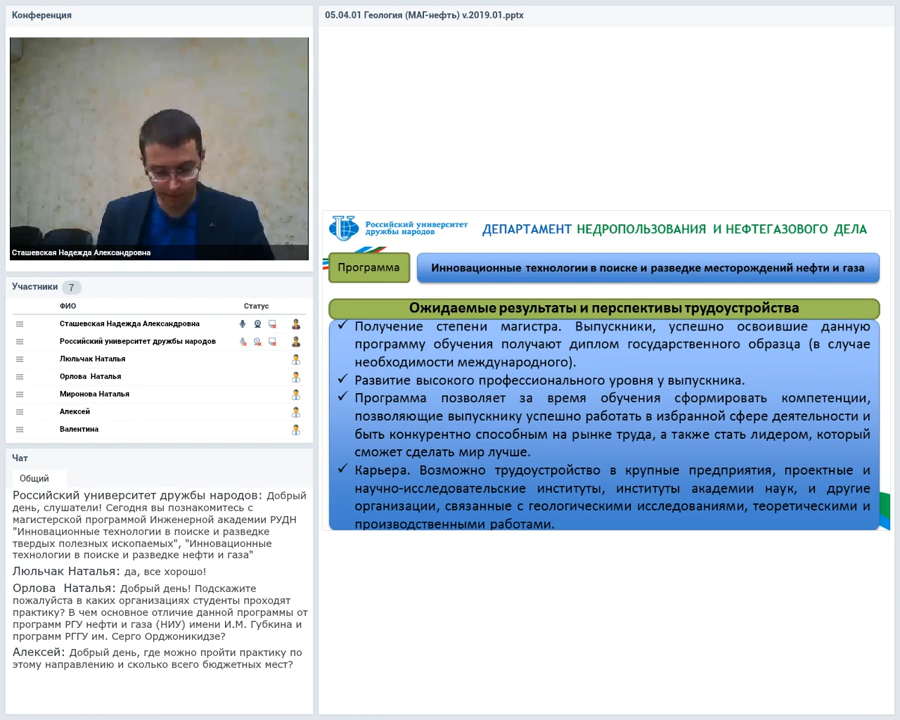 Конференция
Сташевская Надежда Александровна
Участники 7
ФИО Статус
Сташевская Надежда Александровна
Российский университет дружбы народов
Люльчак Наталья
Орлова Наталья
Миронова Наталья
Алексей
Валентина
Чат
Общий
Российский университет дружбы народов: Добрый
день, слушатели! Сегодня вы познакомитесь с
магистерской программой Инженерной академии РУДН
"Инновационные технологии в поиске и разведке
твердых полезных ископаемых", "Инновационные
технологии в поиске и разведке нефти и газа"
Люльчак Наталья: да, все хорошо!
Орлова Наталья: Добрый день! Подскажите
пожалуйста в каких организациях студенты проходят
практику? В чем основное отличие данной программы от
программ РГУ нефти и газа (НИУ) имени И.М. Губкина и
программ РГГУ им. Серго Орджоникидзе?
Алексей: Добрый день, где можно пройти практику по
этому направлению и сколько всего бюджетных мест?
05.04.01 Геология (МАГ-нефть) v.2019.01.pptx
Российский университет
дружбы народов
ДЕПАРТАМЕНТ НЕДРОПОЛЬЗОВАНИЯ И НЕФТЕГАЗОВОГО ДЕЛА
Программа
Инновационные технологии в поиске и разведке месторождений нефти и газа
Ожидаемые результаты и перспективы трудоустройства
✓ Получение степени магистра. Выпускники, успешно освоившие данную
программу обучения получают диплом государственного образца (в случае
необходимости международного).
✓ Развитие высокого профессионального уровня у выпускника.
✓ Программа позволяет за время обучения сформировать компетенции,
позволяющие выпускнику успешно работать в избранной сфере деятельности и
быть конкурентно способным на рынке труда, а также стать лидером, который
сможет сделать мир лучше.
✓ Карьера. Возможно трудоустройство в крупные предприятия, проектные и
научно-исследовательские институты, институты академии наук, и другие
организации, связанные с геологическими исследованиями, теоретическими и
производственными работами.